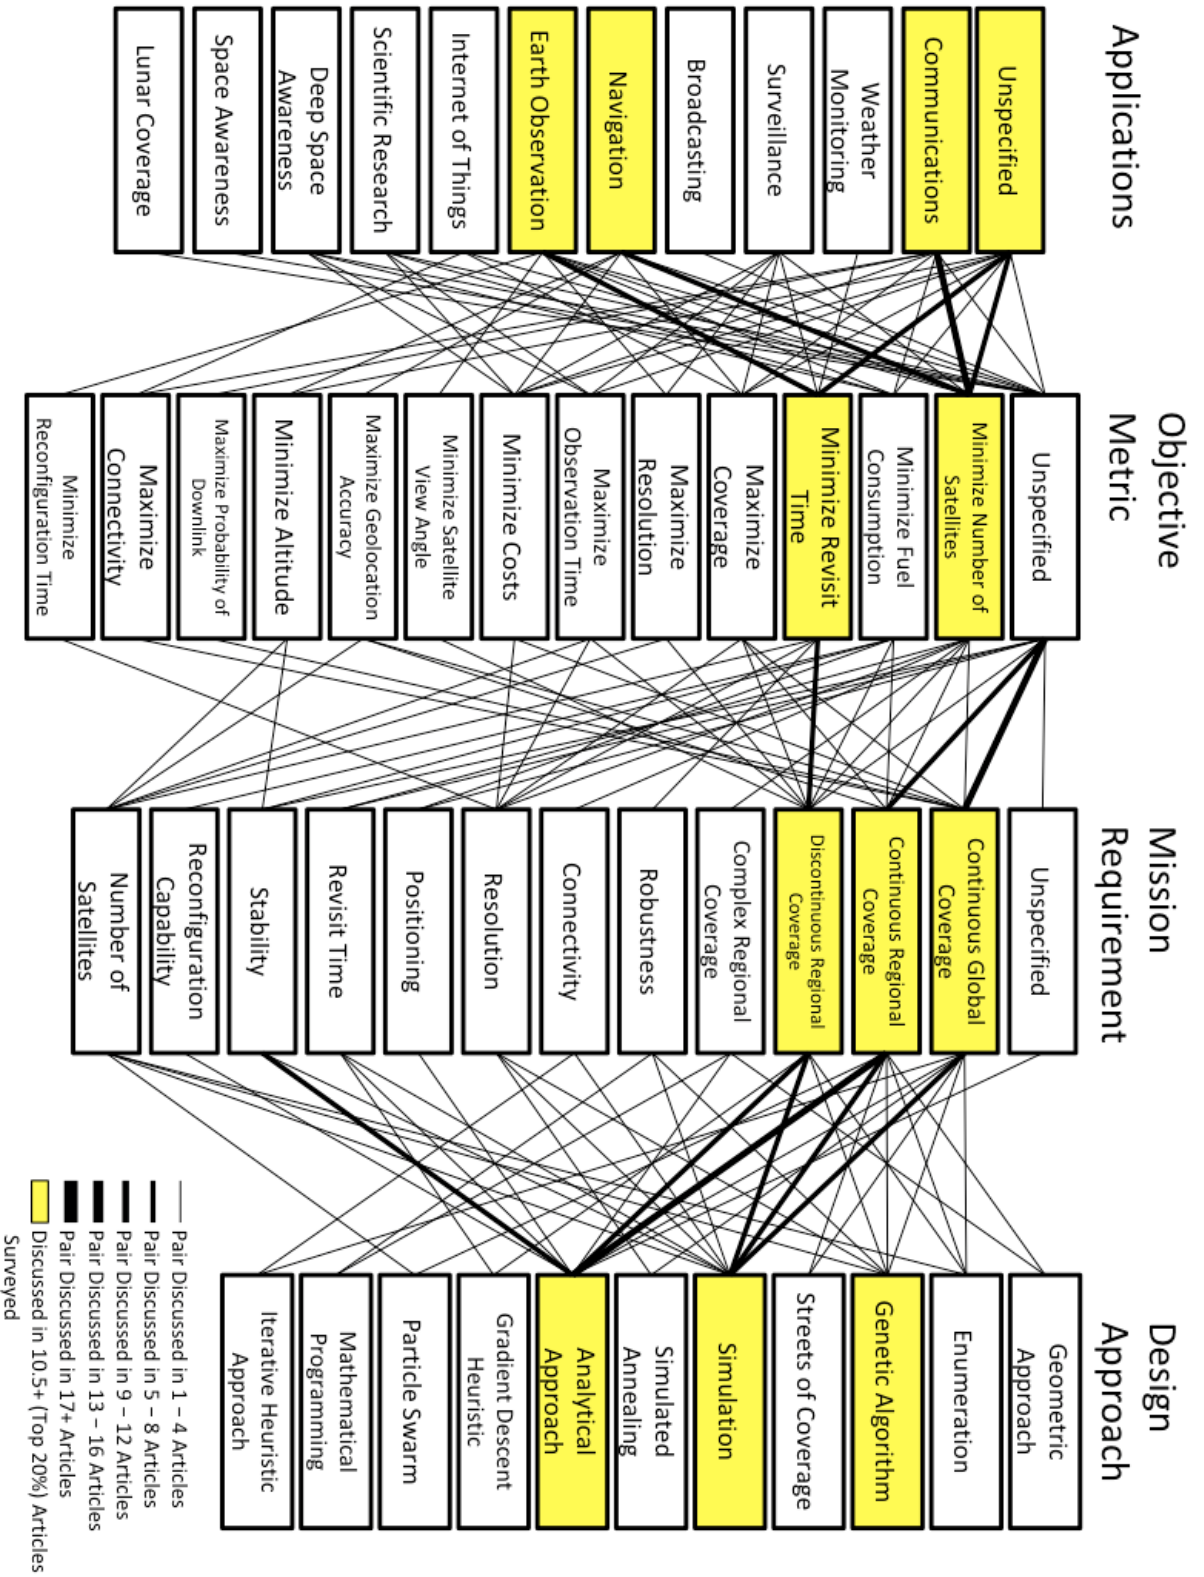 Applications
Unspecified
Communications
Weather
Monitoring
Surveillance
Broadcasting
Navigation
Earth Observation
Internet of Things
Scientific Research
Deep Space
Awareness
Space Awareness
Lunar Coverage
Objective
Metric
Unspecified
Minimize Number of
Satellites
Minimize Fuel
Consumption
Minimize Revisit
Time
Maximize
Coverage
Maximize
Resolution
Maximize
Observation Time
Minimize Costs
Minimize Satellite
View Angle
Maximize Geolocation
Accuracy
Minimize Altitude
Maximize Probability of
Downlink
Maximize
Connectivity
Minimize
Reconfiguration Time
Mission
Requirement
Unspecified
Continuous Global
Coverage
Continuous Regional
Coverage
Discontinuous Regional
Coverage
Complex Regional
Coverage
Robustness
Connectivity
Resolution
Positioning
Revisit Time
Stability
Reconfiguration
Capability
Number of
Satellites
Design
Approach
Geometric
Approach
Enumeration
Genetic Algorithm
Streets of Coverage
Simulation
Simulated
Annealing
Analytical
Approach
Gradient Descent
Heuristic
Particle Swarm
Mathematical
Programming
Iterative Heuristic
Approach
Pair Discussed in 1 – 4 Articles
Pair Discussed in 5 – 8 Articles
Pair Discussed in 9 – 12 Articles
Pair Discussed in 13 – 16 Articles
Pair Discussed in 17+ Articles
Discussed in 10.5+ (Top 20%) Articles
Surveyed